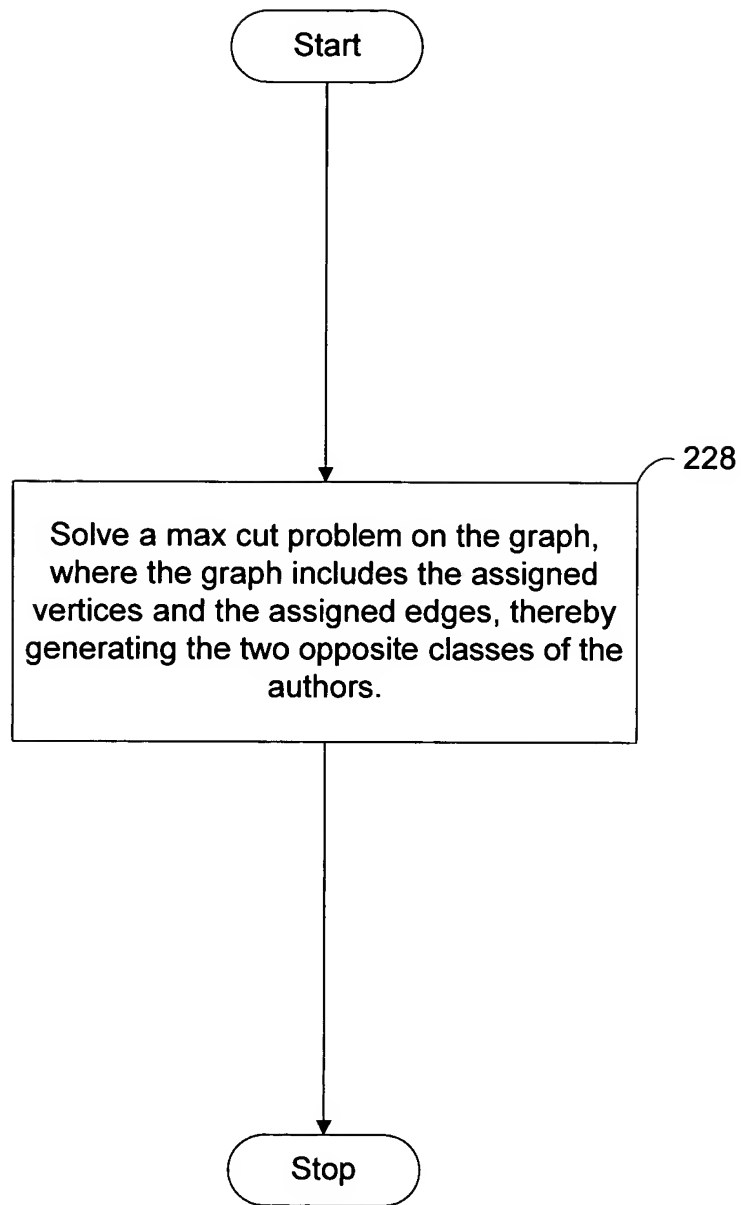 Start
228
Solve a max cut problem on the graph,
where the graph includes the assigned
vertices and the assigned edges, thereby
generating the two opposite classes of the
authors.
Stop